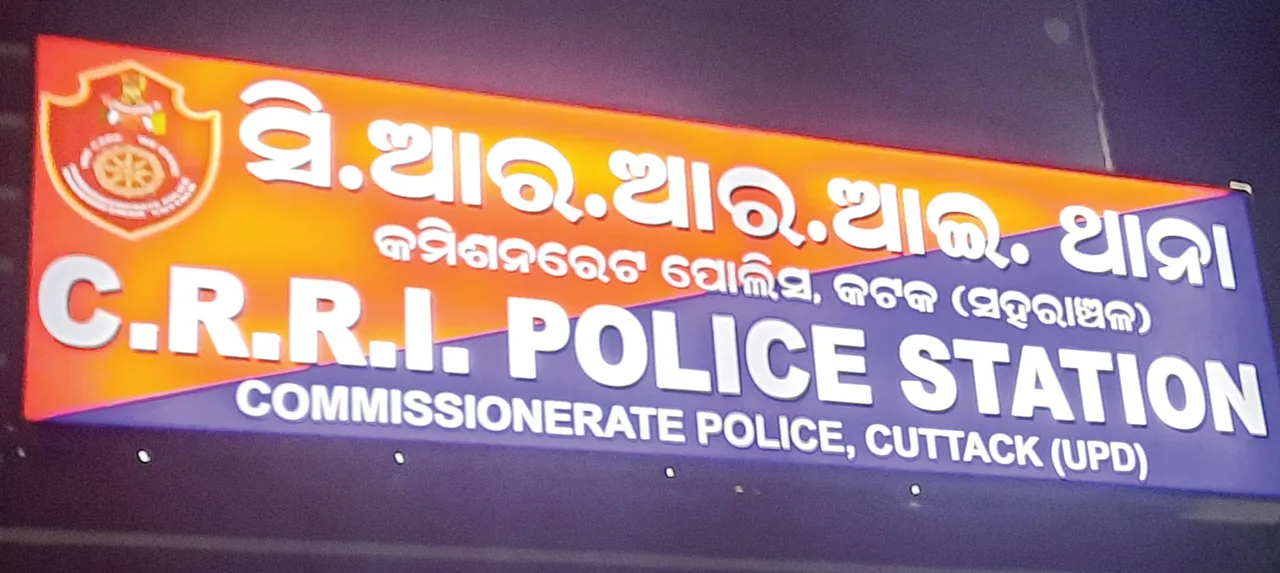 ସି.ଆର.ଆର.ଆଇ. ଥାନା
କମିଶନରେଟ ପୋଲିସ, କଟକ (ସହରାଞ୍ଚଳ)
C.R.R.I. POLICE STATION
COMMISSIONERATE POLICE, CUTTACK (UPD)